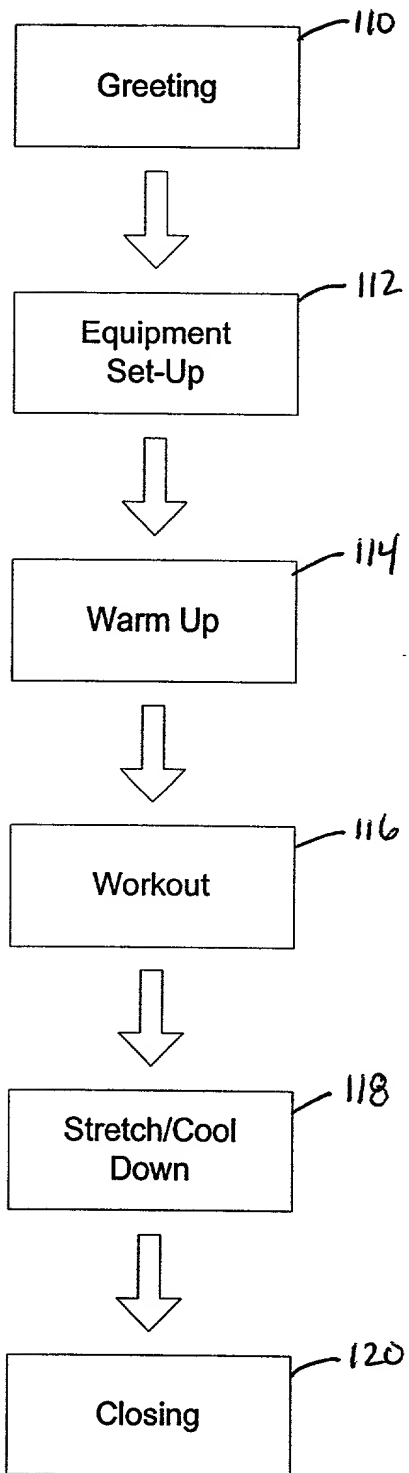 110
Greeting
112
Equipment
Set-Up
114
Warm Up
116
Workout
118
Stretch/Cool
Down
120
Closing